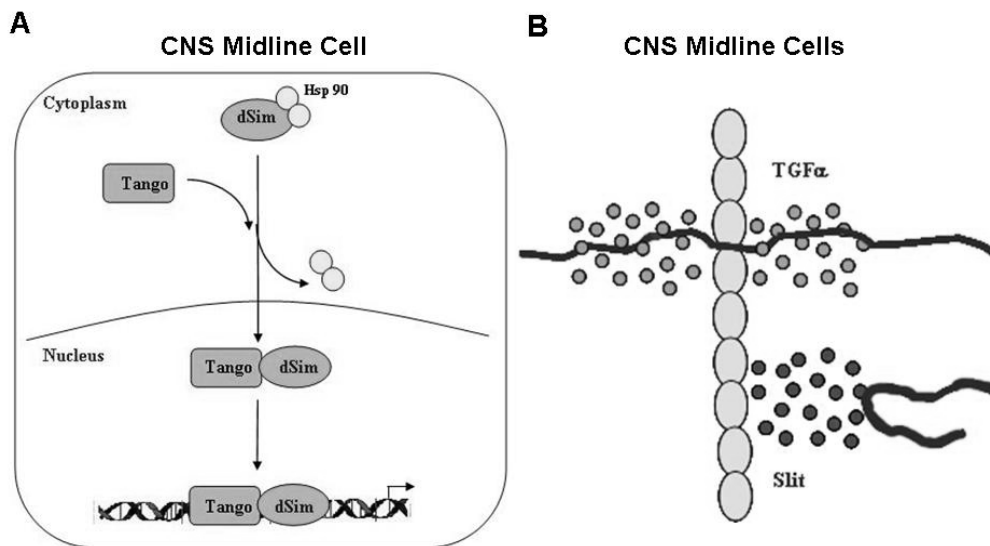 A
CNS Midline Cell
Cytoplasm
Hsp 90
dSim
Tango
Nucleus
Tango dSim
Tango dSim
B
CNS Midline Cells
TGFα
Slit